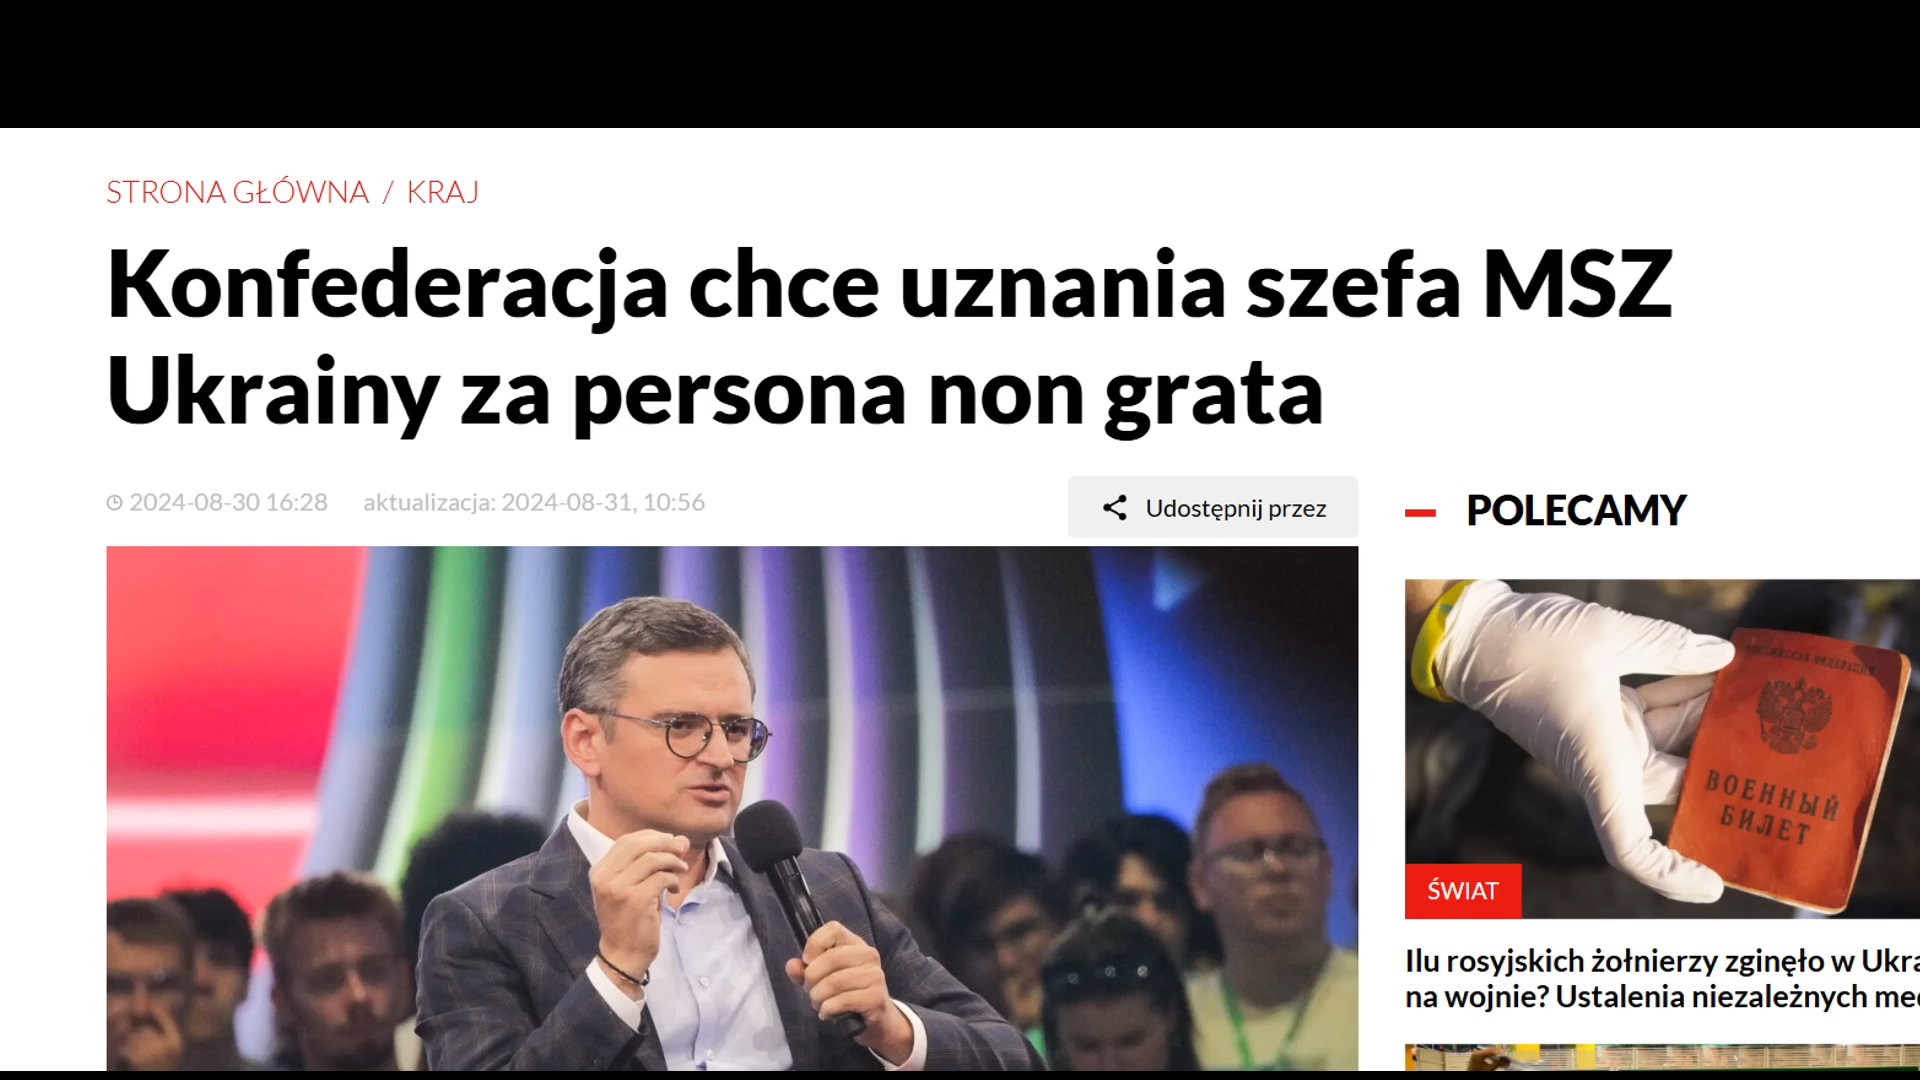 STRONA GŁÓWNA / KRAJ
Konfederacja chce uznania szefa MSZ
Ukrainy za persona non grata
2024-08-30 16:28 aktualizacja: 2024-08-31, 10:56
Udostępnij przez
POLECAMY
РОССИЙСКАЯ ФЕДЕРАЦИЯ
ВОЕННЫЙ
БИЛЕТ
ŚWIAT
Ilu rosyjskich żołnierzy zginęło w Ukra
na wojnie? Ustalenia niezależnych me